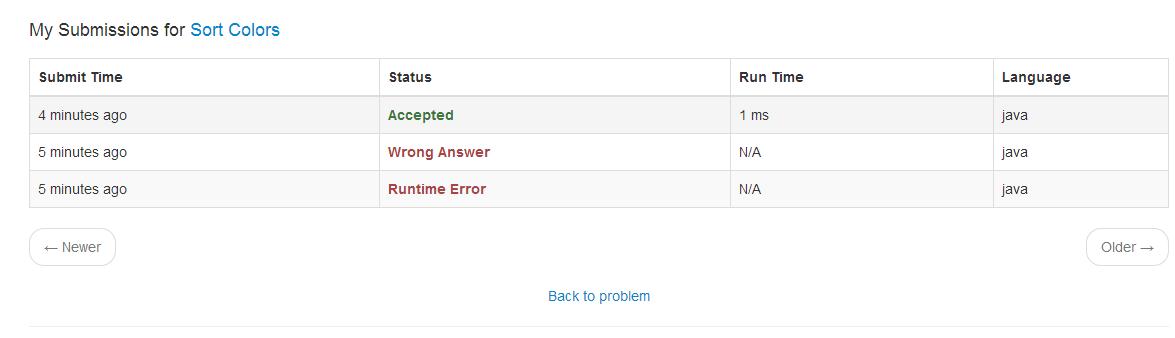 My Submissions for Sort Colors
Submit Time Status Run Time Language
4 minutes ago Accepted 1 ms java
5 minutes ago Wrong Answer N/A java
5 minutes ago Runtime Error N/A java
← Newer Older →
Back to problem